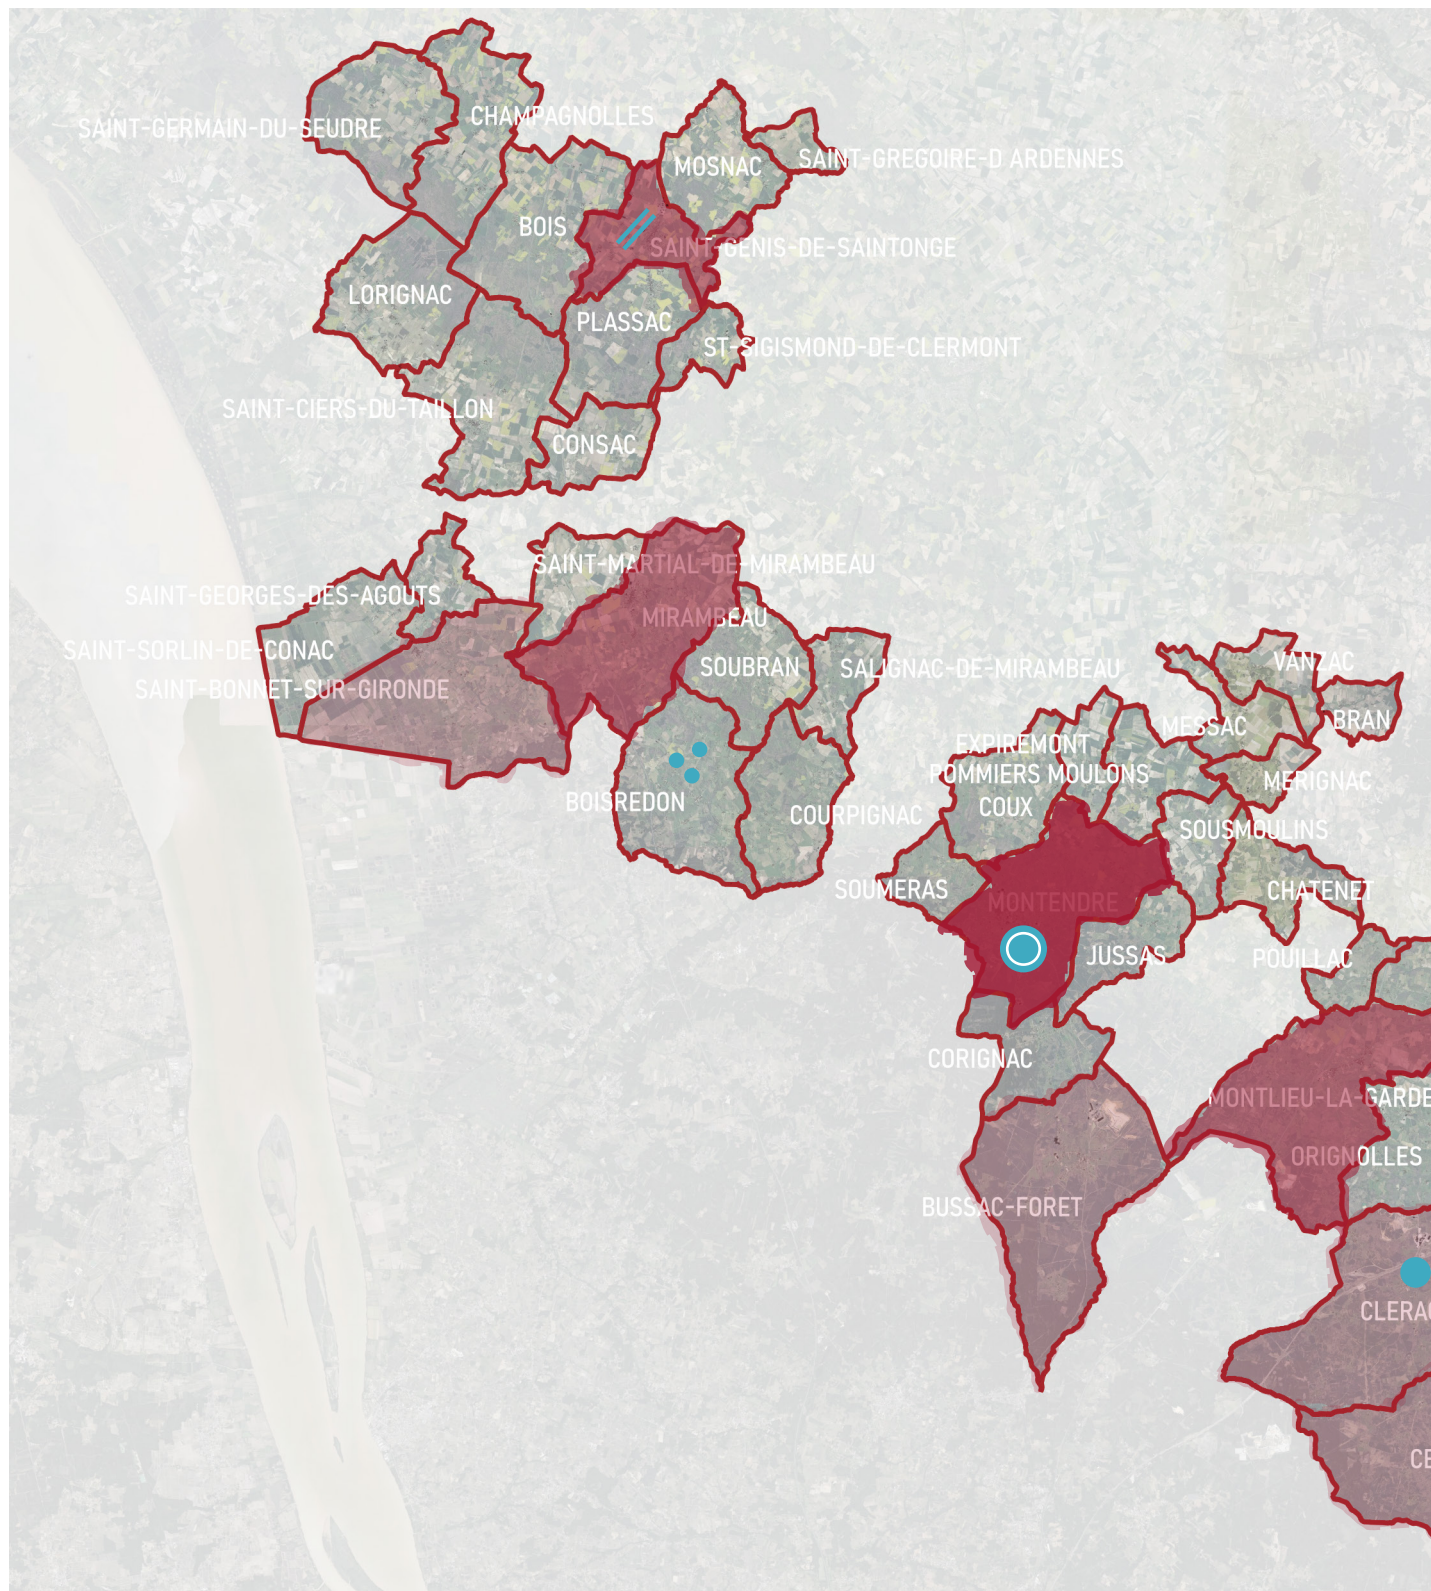 CHAMPAGNOLLES
SAINT-GERMAIN-DU-SEUDRE
SAINT-GREGOIRE-D ARDENNES
MOSNAC
BOIS
SAINT-GENIS-DE-SAINTONGE
LORIGNAC
PLASSAC
ST-SIGISMOND-DE-CLERMONT
SAINT-CIERS-DU-TAILLON
CONSAC
SAINT-MARTIAL-DE-MIRAMBEAU
SAINT-GEORGES-DES-AGOUTS
MIRAMBEAU
SAINT-SORLIN-DE-CONAC
SOUBRAN
SALIGNAC-DE-MIRAMBEAU
VANZAC
SAINT-BONNET-SUR-GIRONDE
BRAN
MESSAC
EXPIREMONT
POMMIERS MOULONS
MERIGNAC
BOISREDON
COUX
COURPIGNAC
SOUSMOULINS
SOUMERAS
CHATENET
MONTENDRE
JUSSAS
POUILLAC
CORIGNAC
MONTLIEU-LA-GARDE
ORIGNOLLES
BUSSAC-FORET
CLERA
CE